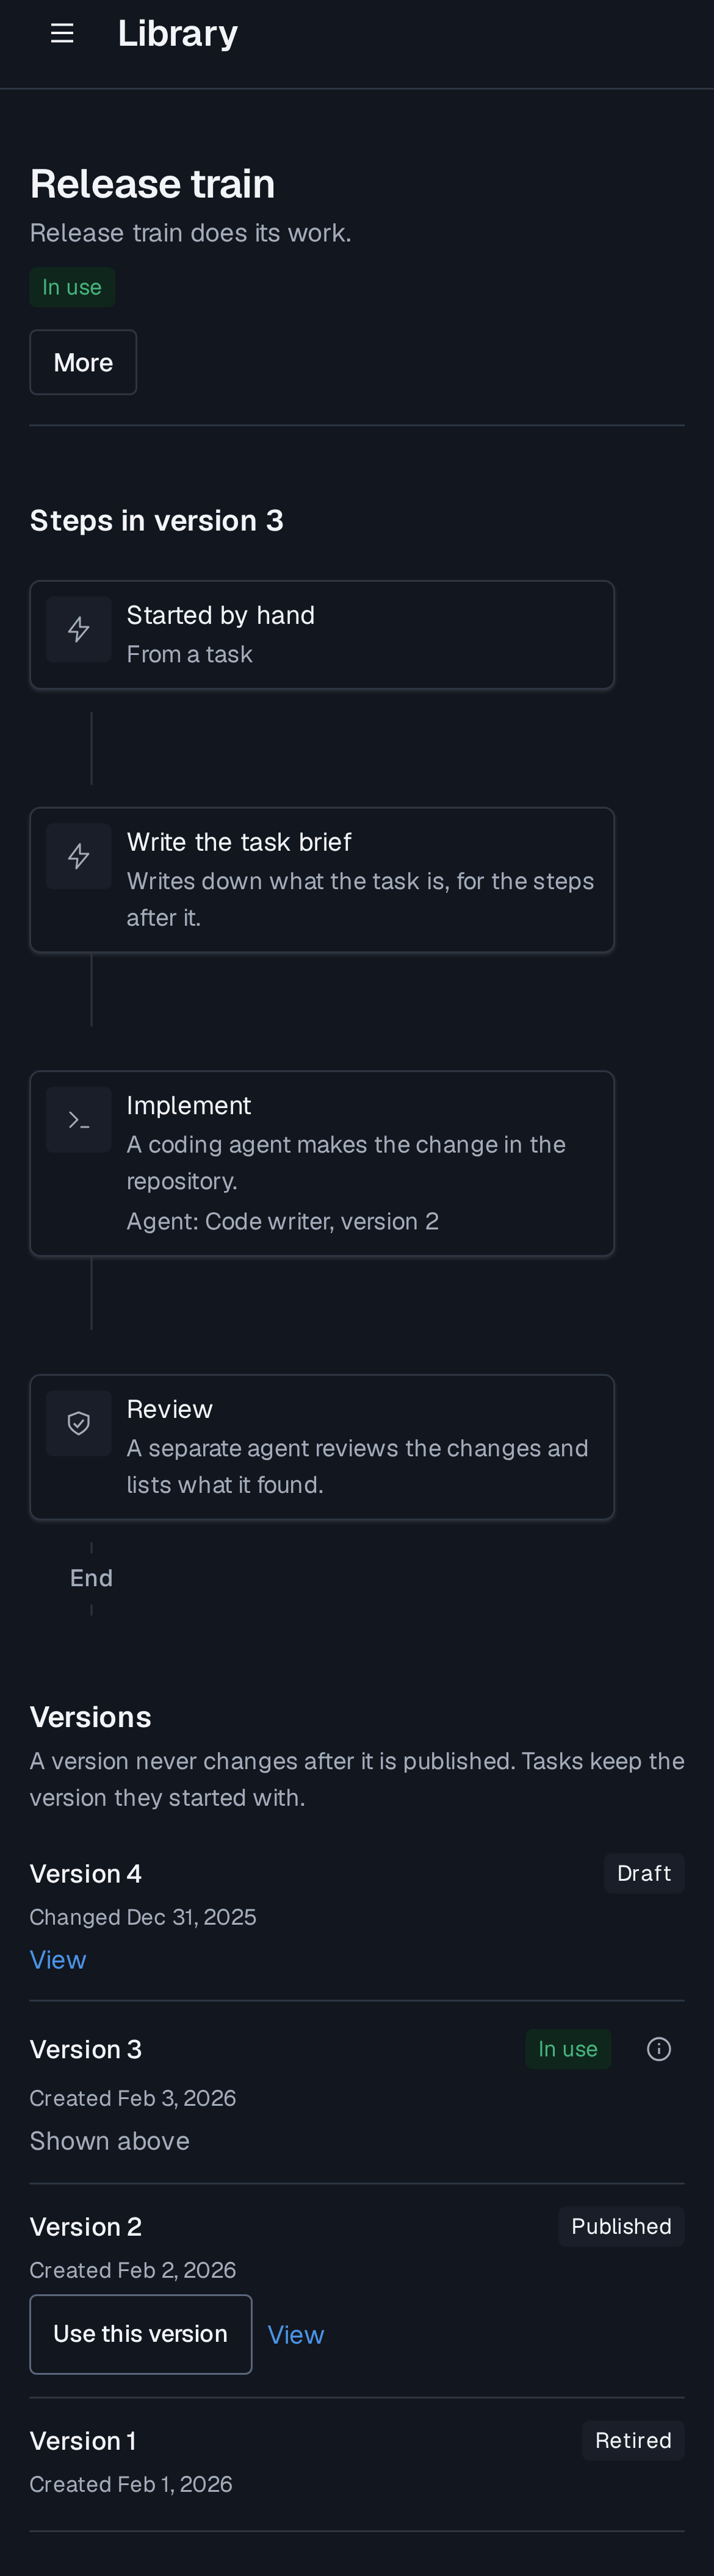 Library
Release train
Release train does its work.
In use
More
Steps in version 3
Started by hand
From a task
Write the task brief
Writes down what the task is, for the steps
after it.
Implement
A coding agent makes the change in the
repository.
Agent: Code writer, version 2
Review
A separate agent reviews the changes and
lists what it found.
End
Versions
A version never changes after it is published. Tasks keep the
version they started with.
Version 4
Draft
Changed Dec 31, 2025
View
Version 3
In use
Created Feb 3, 2026
Shown above
Version 2
Published
Created Feb 2, 2026
Use this version
View
Version 1
Retired
Created Feb 1, 2026